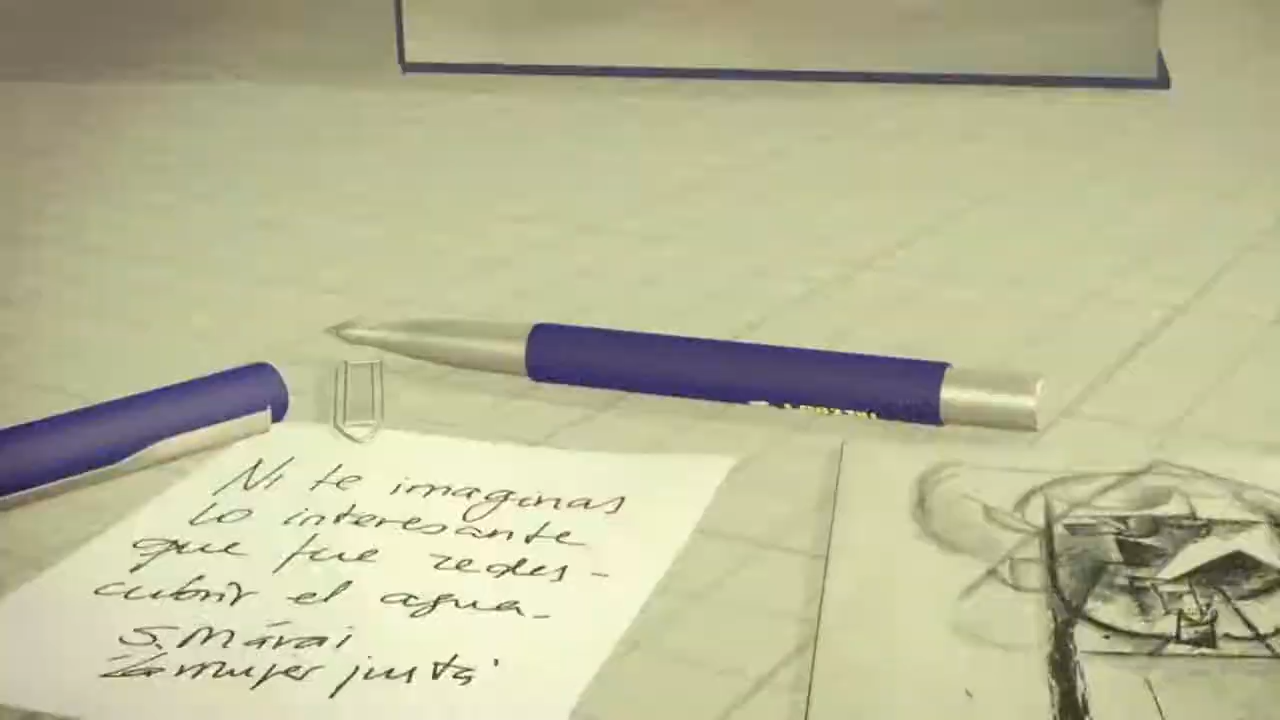 Ni te imaginas
lo interesante
que fue redes-
cubrir el agua.
S. Márai
La mujer justa